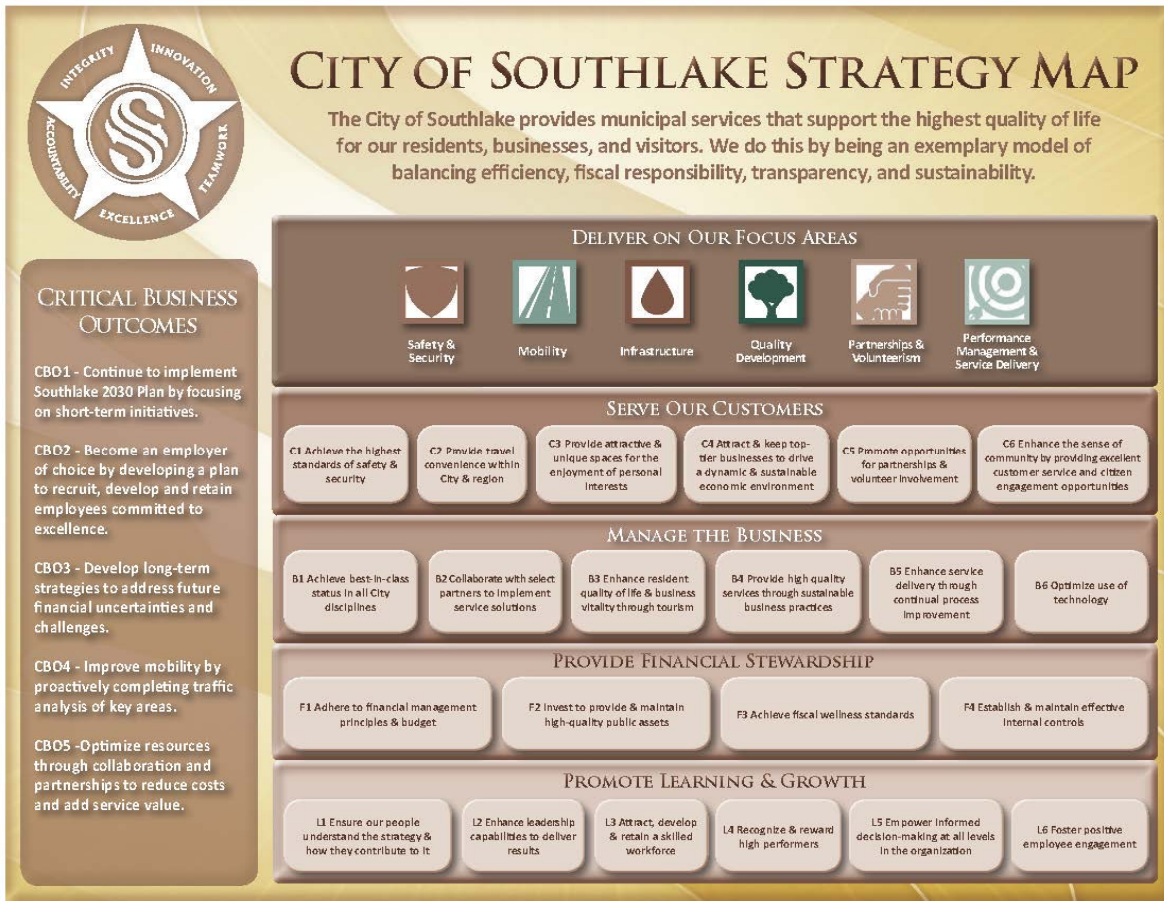 INTEGRITY
INNOVATION
ACCOUNTABILITY
TEAMWORK
EXCELLENCE
CITY OF SOUTHLAKE STRATEGY MAP
The City of Southlake provides municipal services that support the highest quality of life
for our residents, businesses, and visitors. We do this by being an exemplary model of
balancing efficiency, fiscal responsibility, transparency, and sustainability.
CRITICAL BUSINESS
OUTCOMES
CBO1 - Continue to implement
Southlake 2030 Plan by focusing
on short-term initiatives.
CBO2 - Become an employer
of choice by developing a plan
to recruit, develop and retain
employees committed to
excellence.
CBO3 - Develop long-term
strategies to address future
financial uncertainties and
challenges.
CBO4 - Improve mobility by
proactively completing traffic
analysis of key areas.
CBO5 -Optimize resources
through collaboration and
partnerships to reduce costs
and add service value.
DELIVER ON OUR FOCUS AREAS
Safety &
Security
Mobility
Infrastructure
Quality
Development
Partnerships &
Volunteerism
Performance
Management &
Service Delivery
SERVE OUR CUSTOMERS
C1 Achieve the highest
standards of safety &
security
C2 Provide travel
convenience within
City & region
C3 Provide attractive &
unique spaces for the
enjoyment of personal
interests
C4 Attract & keep top-
tier businesses to drive
a dynamic & sustainable
economic environment
C5 Promote opportunities
for partnerships &
volunteer involvement
C6 Enhance the sense of
community by providing excellent
customer service and citizen
engagement opportunities
MANAGE THE BUSINESS
B1 Achieve best-in-class
status in all City
disciplines
B2 Collaborate with select
partners to implement
service solutions
B3 Enhance resident
quality of life & business
vitality through tourism
B4 Provide high quality
services through sustainable
business practices
B5 Enhance service
delivery through
continual process
improvement
B6 Optimize use of
technology
PROVIDE FINANCIAL STEWARDSHIP
F1 Adhere to financial management
principles & budget
F2 Invest to provide & maintain
high-quality public assets
F3 Achieve fiscal wellness standards
F4 Establish & maintain effective
internal controls
PROMOTE LEARNING & GROWTH
L1 Ensure our people
understand the strategy &
how they contribute to it
L2 Enhance leadership
capabilities to deliver
results
L3 Attract, develop
& retain a skilled
workforce
L4 Recognize & reward
high performers
L5 Empower informed
decision-making at all levels
in the organization
L6 Foster positive
employee engagement